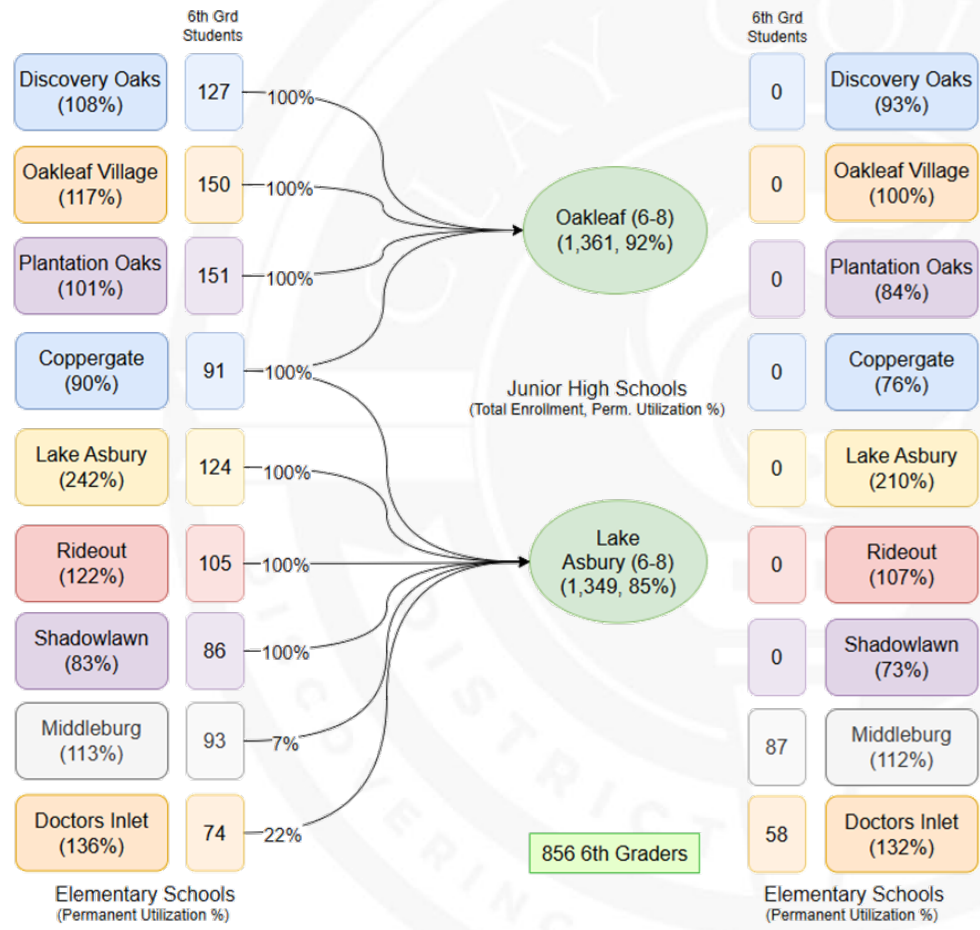 6th Grd
Students
Discovery Oaks
(108%)
127
100%
Oakleaf Village
(117%)
150
100%
Plantation Oaks
(101%)
151
100%
Coppergate
(90%)
91
100%
Lake Asbury
(242%)
124
100%
Rideout
(122%)
105
100%
Shadowlawn
(83%)
86
100%
Middleburg
(113%)
93
7%
Doctors Inlet
(136%)
74
22%
Elementary Schools
(Permanent Utilization %)
Oakleaf (6-8)
(1,361, 92%)
Junior High Schools
(Total Enrollment, Perm. Utilization %)
Lake
Asbury (6-8)
(1,349, 85%)
856 6th Graders
6th Grd
Students
0
Discovery Oaks
(93%)
0
Oakleaf Village
(100%)
0
Plantation Oaks
(84%)
0
Coppergate
(76%)
0
Lake Asbury
(210%)
0
Rideout
(107%)
0
Shadowlawn
(73%)
87
Middleburg
(112%)
58
Doctors Inlet
(132%)
Elementary Schools
(Permanent Utilization %)